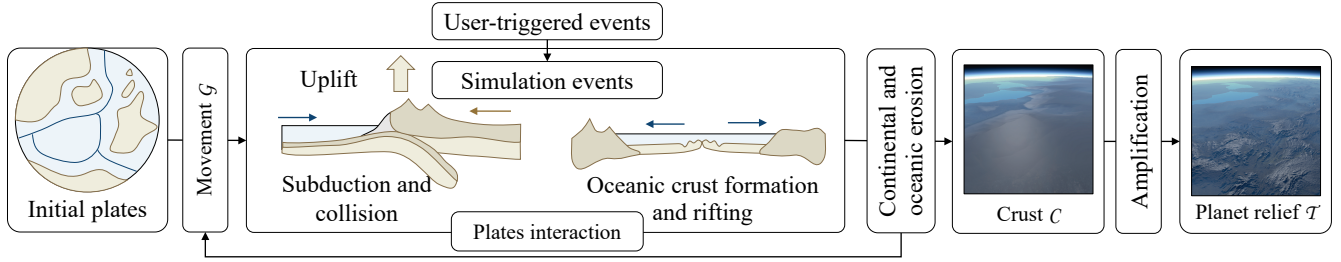 User-triggered events
Simulation events
Uplift
Initial plates
Movement 𝒢
Subduction and
collision
Oceanic crust formation
and rifting
Plates interaction
Continental and
oceanic erosion
Crust 𝒞
Amplification
Planet relief 𝒯